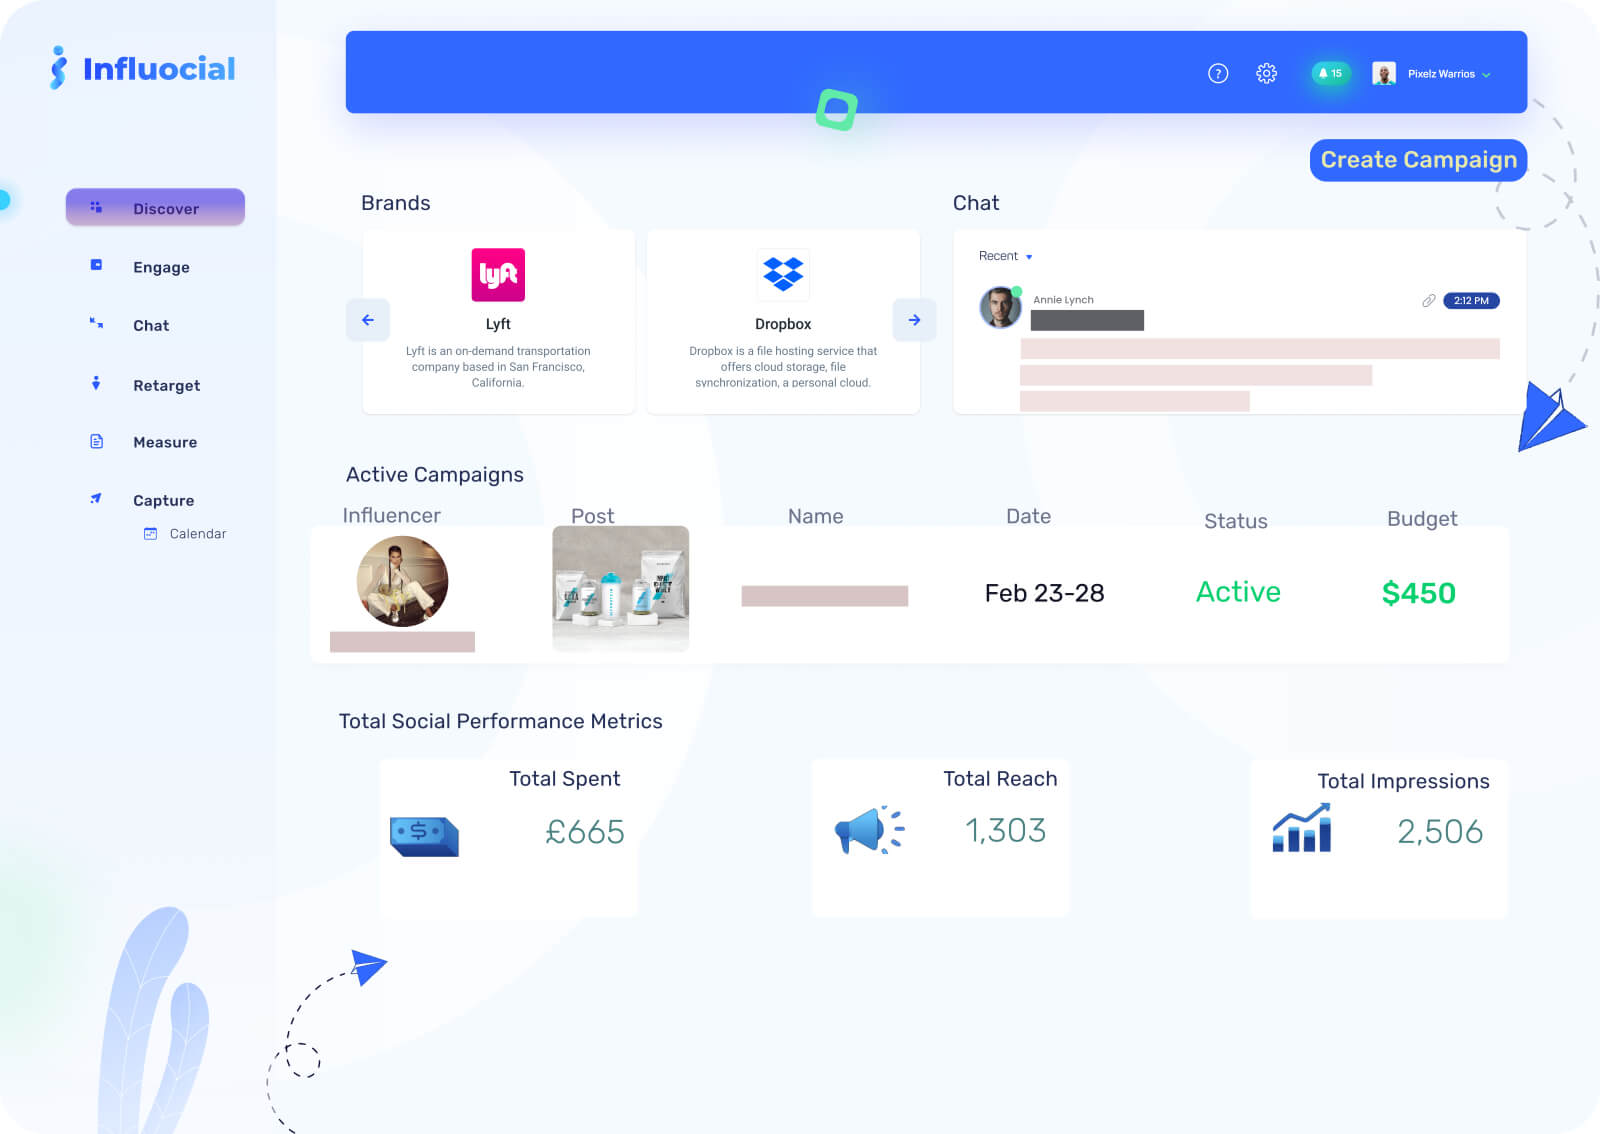 Influocial
?
15
Pixelz Warrios
Create Campaign
Discover
Engage
Chat
Retarget
Measure
Capture
Calendar
Brands
Lyft
Lyft
Lyft is an on-demand transportation
company based in San Francisco,
California.
Dropbox
Dropbox is a file hosting service that
offers cloud storage, file
synchronization, a personal cloud.
Chat
Recent
Annie Lynch
2:12 PM
Active Campaigns
Influencer
Post
Name
Date
Status
Budget
Feb 23-28
Active
$450
Total Social Performance Metrics
Total Spent
$
£665
Total Reach
1,303
Total Impressions
2,506